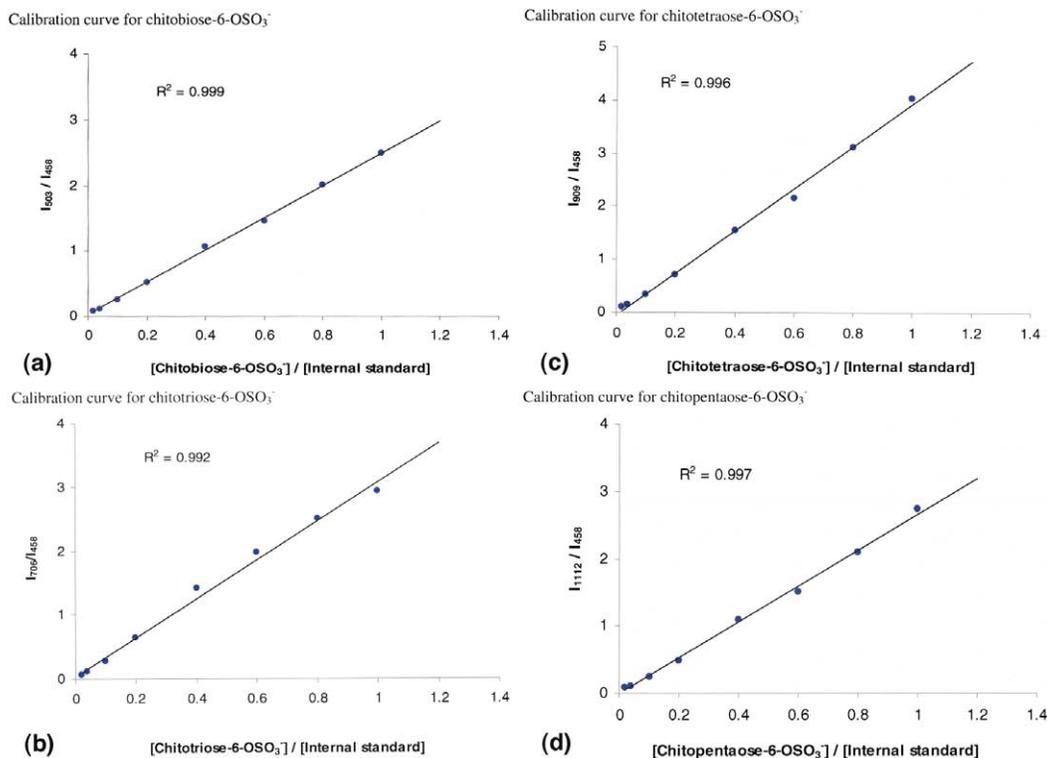 Calibration curve for chitobiose-6-OSO₃⁻
4
R² = 0.999
3
2
1
0
I₅₀₃ / I₄₅₈
0 0.2 0.4 0.6 0.8 1 1.2 1.4
(a)
[Chitobiose-6-OSO₃⁻] / [Internal standard]
Calibration curve for chitotriose-6-OSO₃⁻
4
R² = 0.992
3
2
1
0
I₇₀₆/I₄₅₈
0 0.2 0.4 0.6 0.8 1 1.2 1.4
(b)
[Chitotriose-6-OSO₃⁻] / [Internal standard]
Calibration curve for chitotetraose-6-OSO₃⁻
5
R² = 0.996
4
3
2
1
0
I₉₀₉ / I₄₅₈
0 0.2 0.4 0.6 0.8 1 1.2 1.4
(c)
[Chitotetraose-6-OSO₃⁻] / [Internal standard]
Calibration curve for chitopentaose-6-OSO₃⁻
4
R² = 0.997
3
2
1
0
I₁₁₁₂ / I₄₅₈
0 0.2 0.4 0.6 0.8 1 1.2 1.4
(d)
[Chitopentaose-6-OSO₃⁻] / [Internal standard]